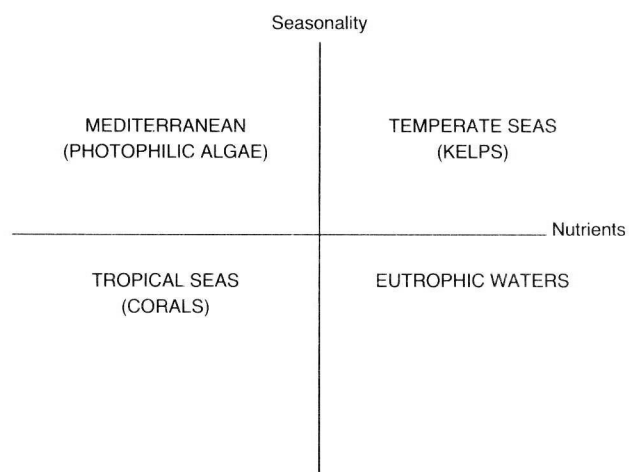 Seasonality
MEDITERRANEAN
(PHOTOPHILIC ALGAE)
TEMPERATE SEAS
(KELPS)
Nutrients
TROPICAL SEAS
(CORALS)
EUTROPHIC WATERS